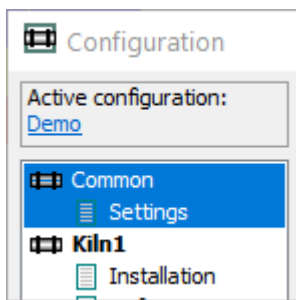 Configuration
Active configuration:
Demo
Common
Settings
Kiln1
Installation